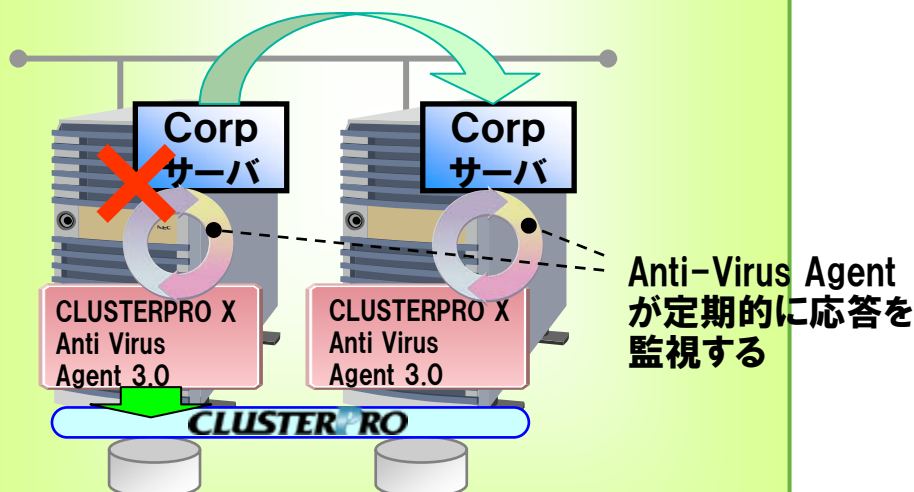 Corp
サーバ
Corp
サーバ
NEC
CLUSTERPRO X
Anti Virus
Agent 3.0
CLUSTERPRO X
Anti Virus
Agent 3.0
Anti-Virus Agent
が定期的に応答を
監視する
CLUSTERPRO